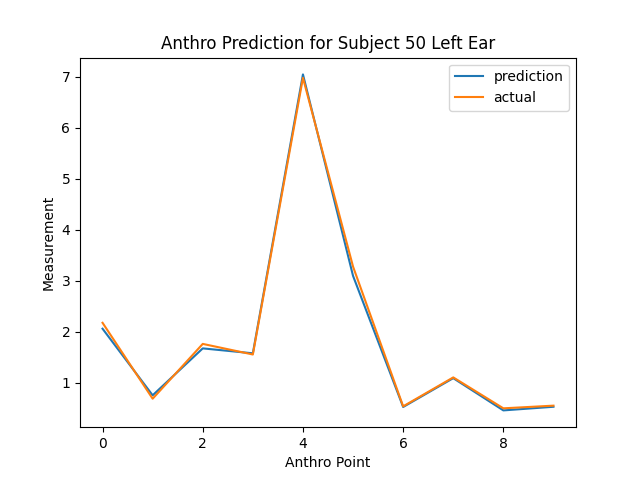 Anthro Prediction for Subject 50 Left Ear
prediction
actual
7
6
5
4
3
2
1
Measurement
0 2 4 6 8
Anthro Point